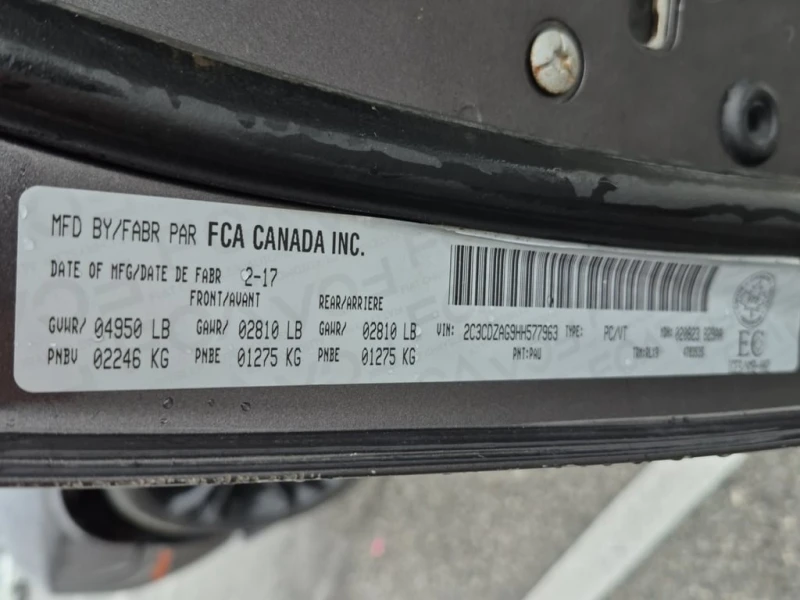 MFD BY/FABR PAR FCA CANADA INC.
DATE OF MFG/DATE DE FABR 2-17
FRONT/AVANT REAR/ARRIERE
GVWR/ 04950 LB GAWR/ 02810 LB GAWR/ 02810 LB
PNBV 02246 KG PNBE 01275 KG PNBE 01275 KG
VIN: 2C3CDZAG9HH577963 TYPE: PC/VT MDH:
PNT:PAU TRM:
EC